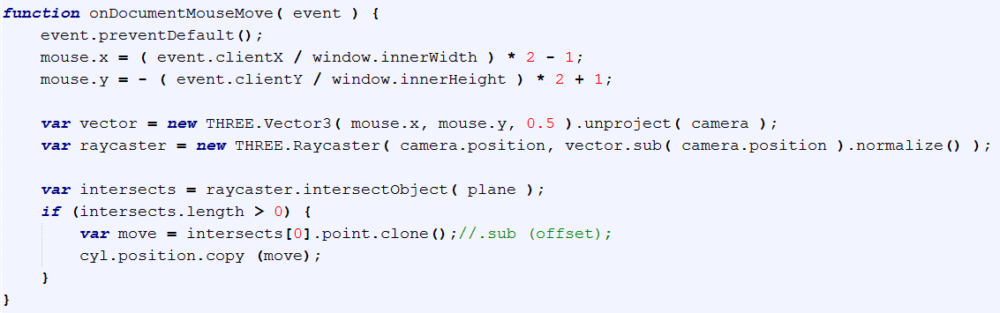 function onDocumentMouseMove( event ) {
    event.preventDefault();
    mouse.x = ( event.clientX / window.innerWidth ) * 2 - 1;
    mouse.y = - ( event.clientY / window.innerHeight ) * 2 + 1;

    var vector = new THREE.Vector3( mouse.x, mouse.y, 0.5 ).unproject( camera );
    var raycaster = new THREE.Raycaster( camera.position, vector.sub( camera.position ).normalize() );

    var intersects = raycaster.intersectObject( plane );
    if (intersects.length > 0) {
        var move = intersects[0].point.clone();//.sub (offset);
        cyl.position.copy (move);
    }
}